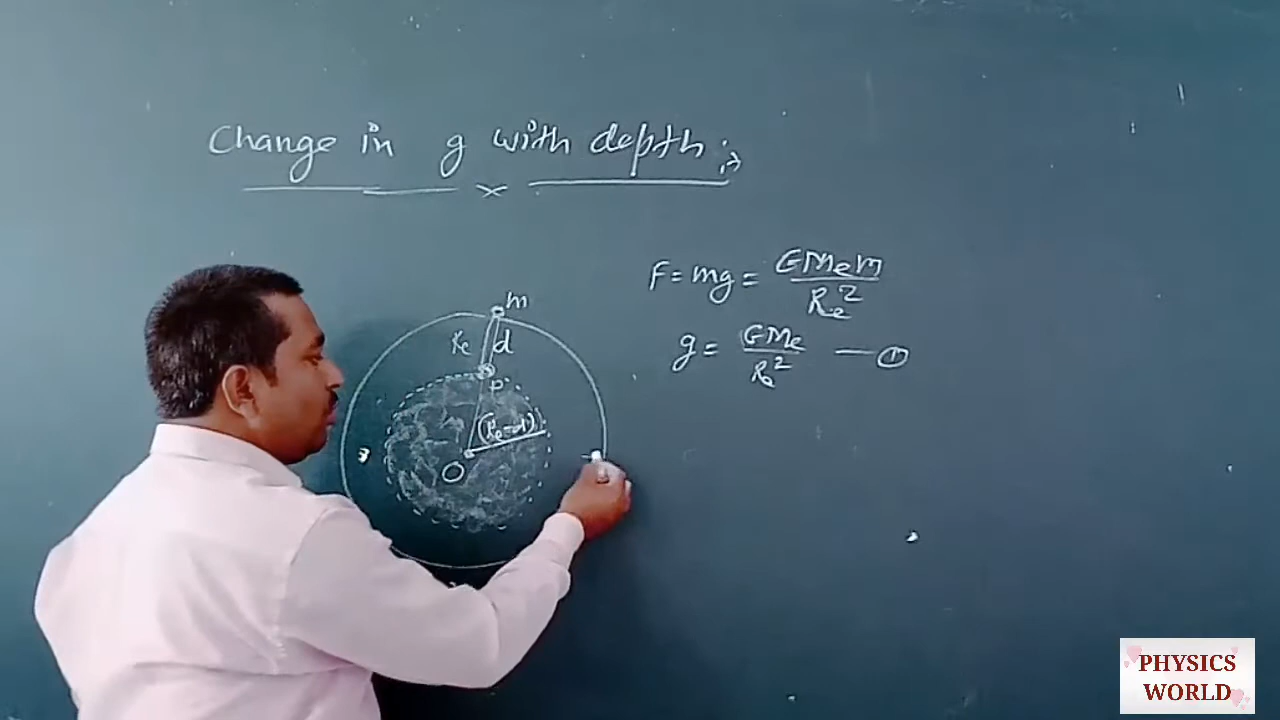 Change in g with depth :→
F = mg = GMem/Re²
g = GMe/Re² — ①
m
Re d
P
(Re-d)
O
PHYSICS
WORLD